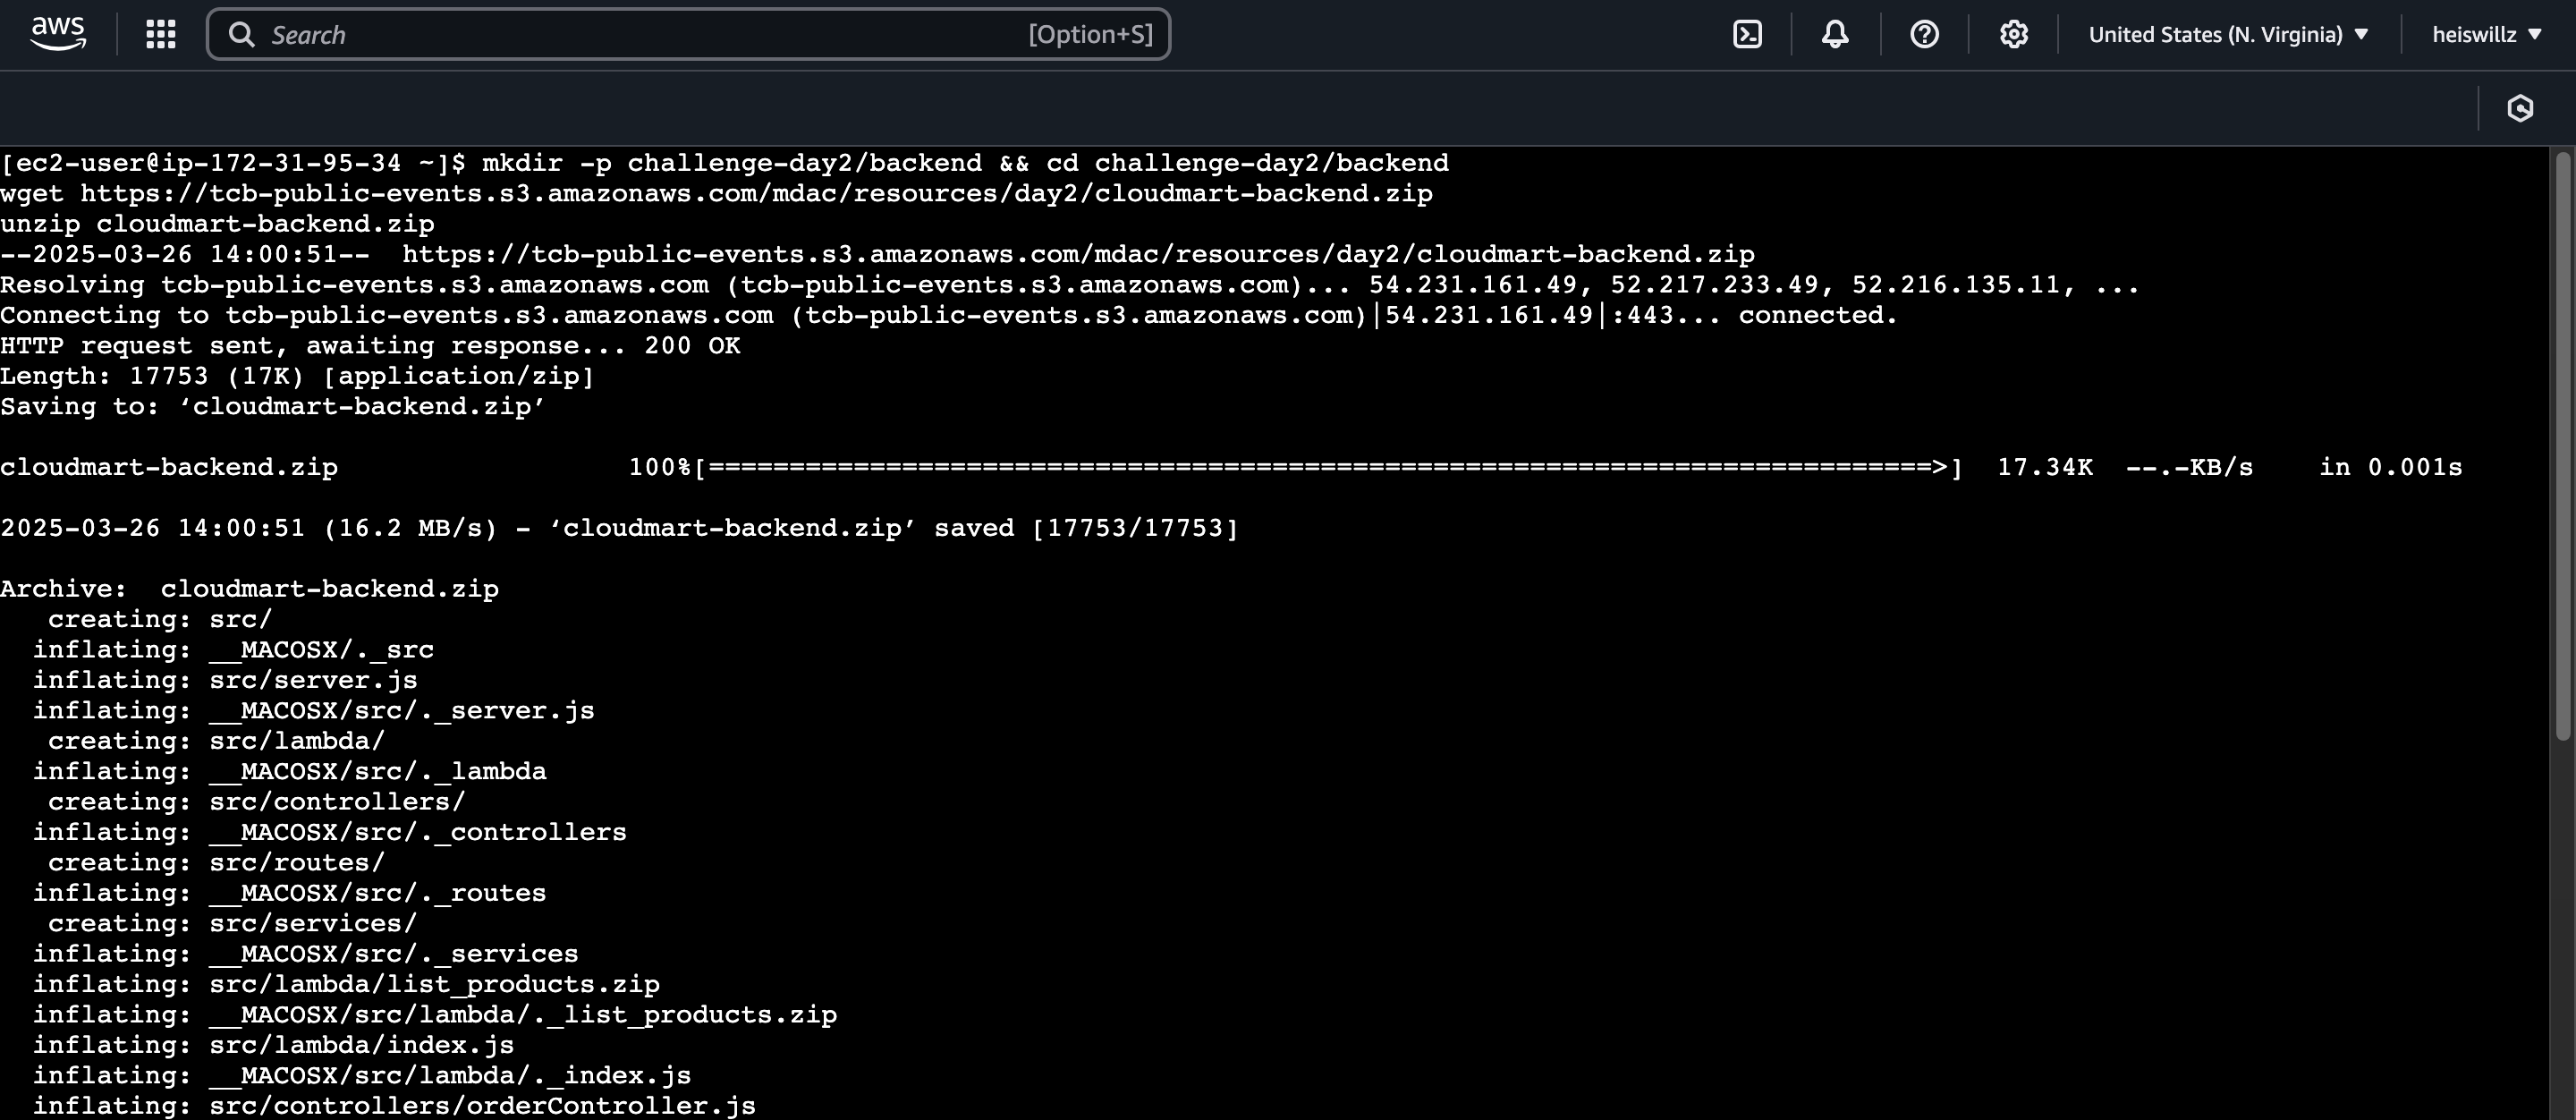 aws
Search [Option+S]
United States (N. Virginia) ▼
heiswillz ▼
[ec2-user@ip-172-31-95-34 ~]$ mkdir -p challenge-day2/backend && cd challenge-day2/backend
wget https://tcb-public-events.s3.amazonaws.com/mdac/resources/day2/cloudmart-backend.zip
unzip cloudmart-backend.zip
--2025-03-26 14:00:51--  https://tcb-public-events.s3.amazonaws.com/mdac/resources/day2/cloudmart-backend.zip
Resolving tcb-public-events.s3.amazonaws.com (tcb-public-events.s3.amazonaws.com)... 54.231.161.49, 52.217.233.49, 52.216.135.11, ...
Connecting to tcb-public-events.s3.amazonaws.com (tcb-public-events.s3.amazonaws.com)|54.231.161.49|:443... connected.
HTTP request sent, awaiting response... 200 OK
Length: 17753 (17K) [application/zip]
Saving to: ‘cloudmart-backend.zip’
cloudmart-backend.zip 100%[============================================================================>] 17.34K --.-KB/s in 0.001s
2025-03-26 14:00:51 (16.2 MB/s) - ‘cloudmart-backend.zip’ saved [17753/17753]
Archive:  cloudmart-backend.zip
creating: src/
inflating: __MACOSX/._src
inflating: src/server.js
inflating: __MACOSX/src/._server.js
creating: src/lambda/
inflating: __MACOSX/src/._lambda
creating: src/controllers/
inflating: __MACOSX/src/._controllers
creating: src/routes/
inflating: __MACOSX/src/._routes
creating: src/services/
inflating: __MACOSX/src/._services
inflating: src/lambda/list_products.zip
inflating: __MACOSX/src/lambda/._list_products.zip
inflating: src/lambda/index.js
inflating: __MACOSX/src/lambda/._index.js
inflating: src/controllers/orderController.js